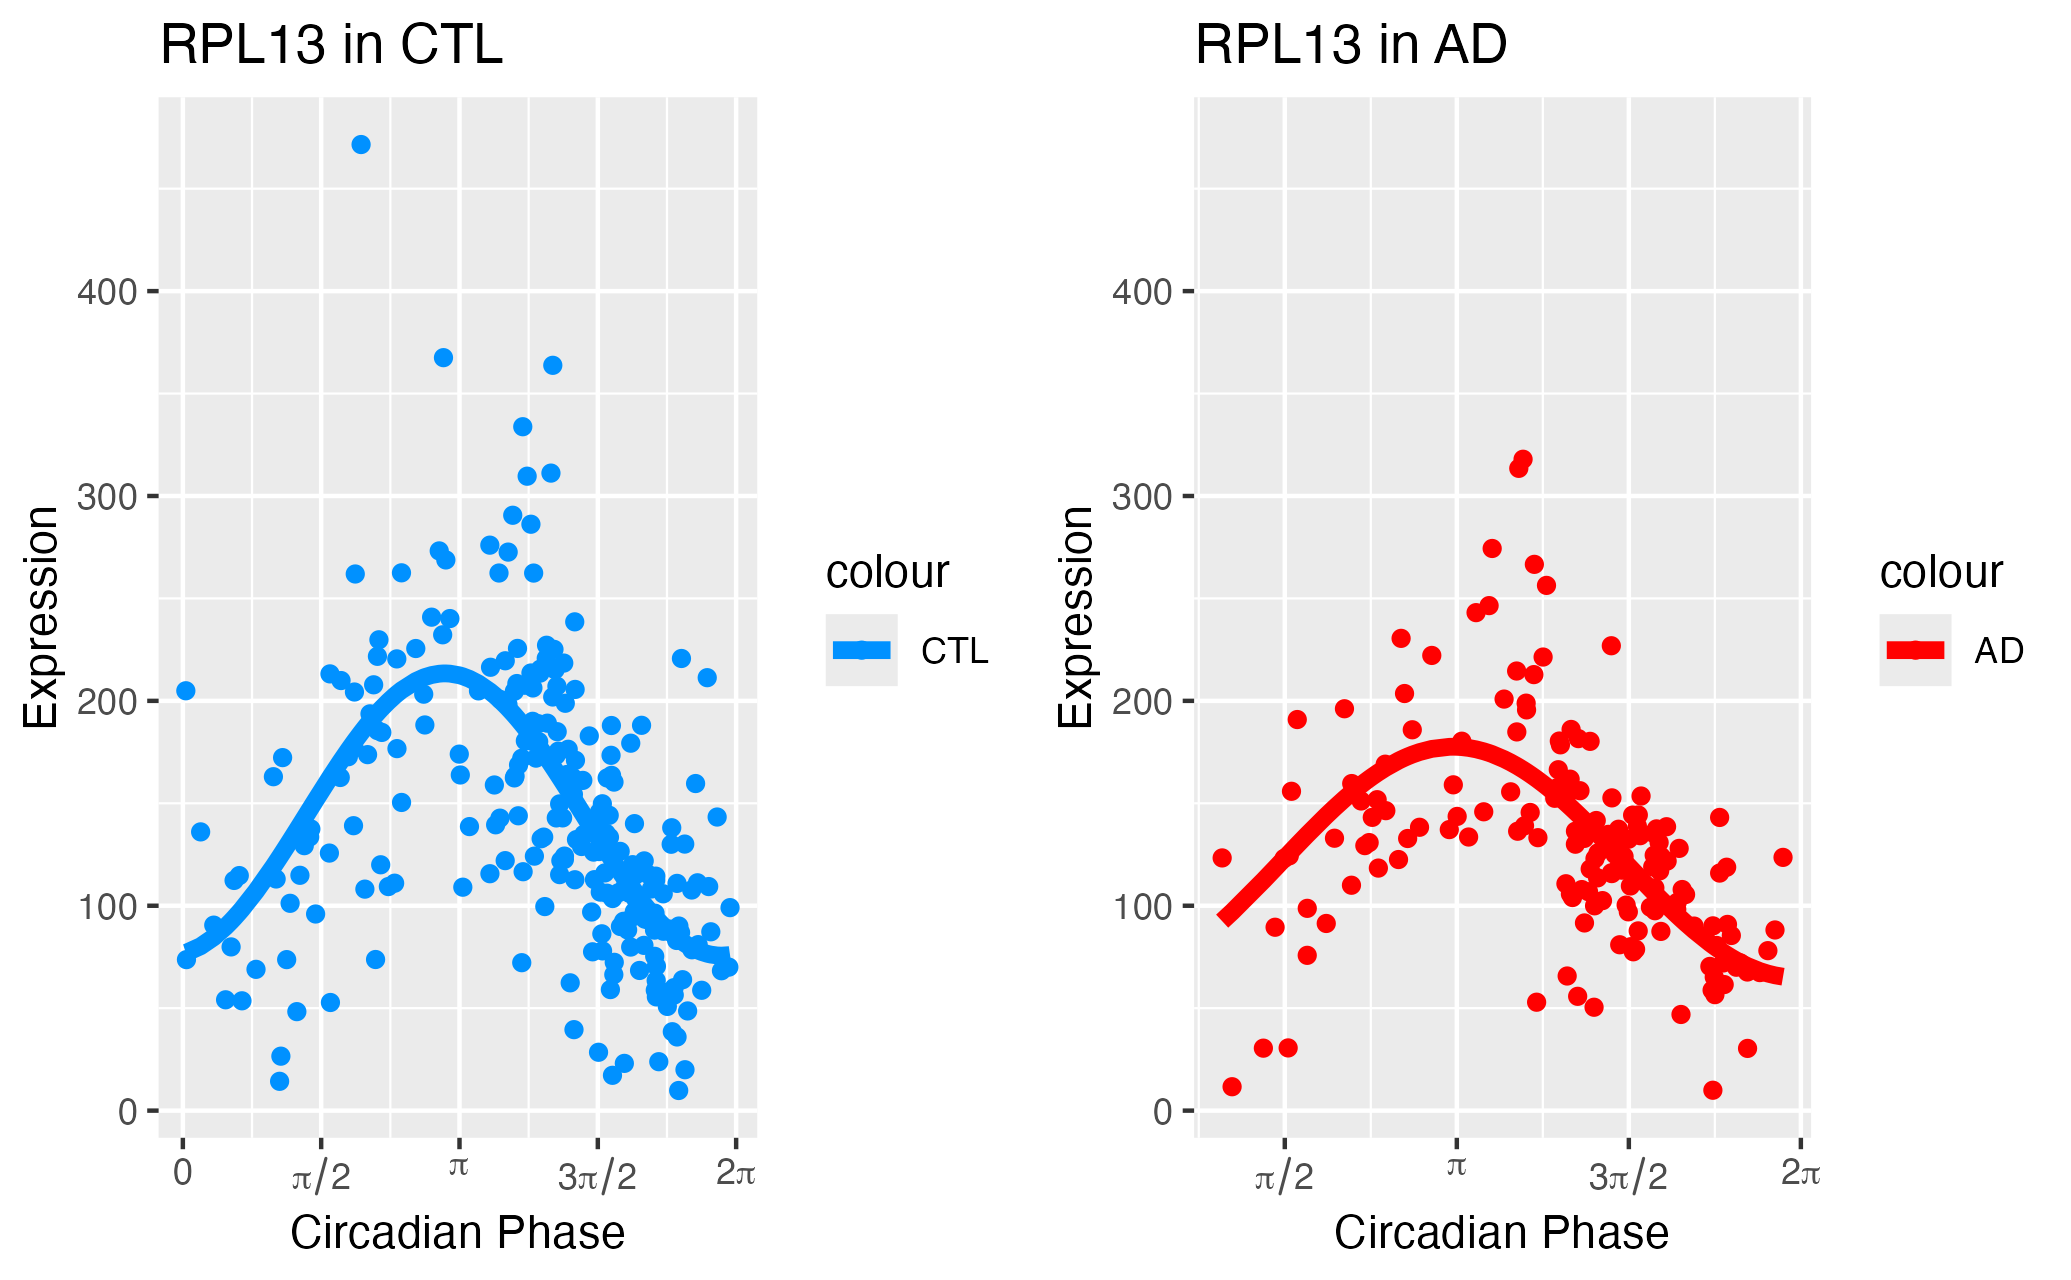 RPL13 in CTL
Expression
400
300
200
100
0
0 π/2 π 3π/2 2π
Circadian Phase
colour
CTL
RPL13 in AD
Expression
400
300
200
100
0
π/2 π 3π/2 2π
Circadian Phase
colour
AD